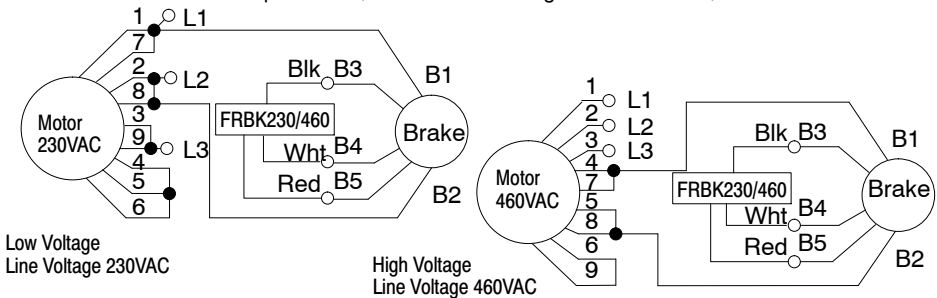 1 L1
7
2 L2
8
3
9 L3
4
5
6
Motor
230VAC
FRBK230/460
Blk B3
Wht B4
Red B5
B1
Brake
B2
Low Voltage
Line Voltage 230VAC
1 L1
2 L2
3 L3
4
7
5
8
6
9
Motor
460VAC
FRBK230/460
Blk B3
Wht B4
Red B5
B1
Brake
B2
High Voltage
Line Voltage 460VAC